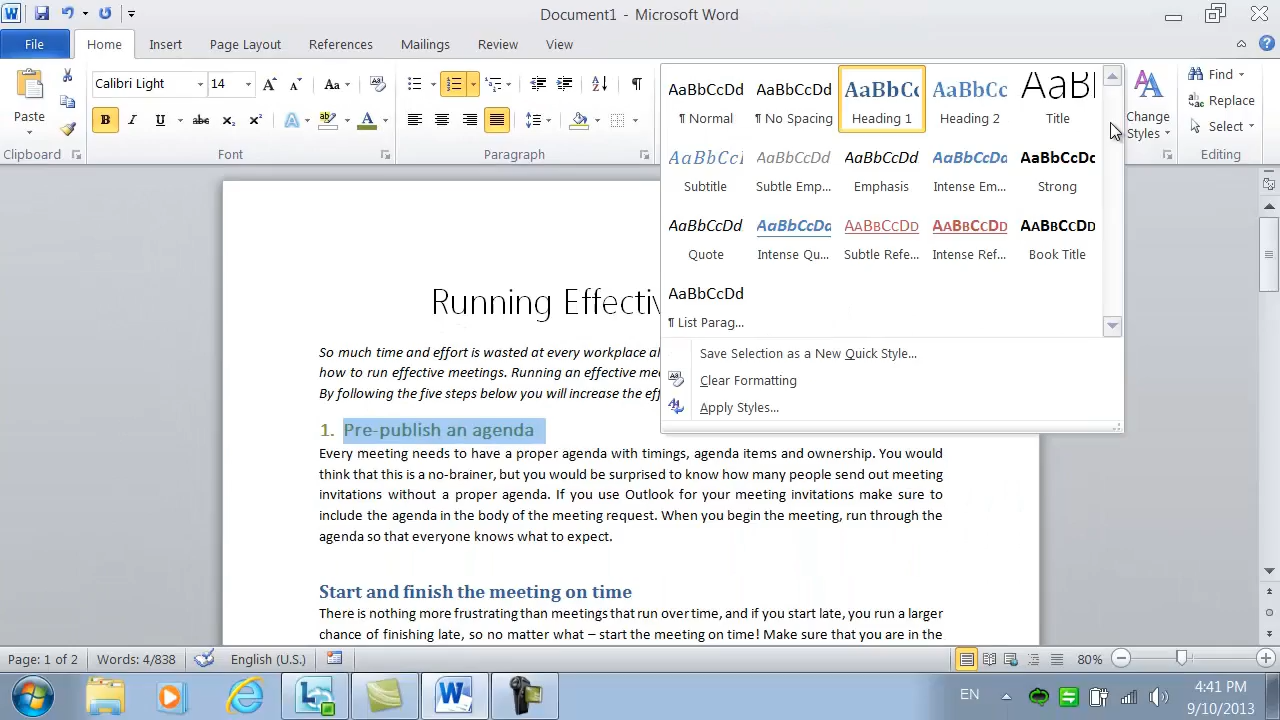 Document1 - Microsoft Word
File Home Insert Page Layout References Mailings Review View
Paste
Clipboard
Calibri Light 14
Font
Paragraph
AaBbCcDd AaBbCcDd AaBbCc AaBbCc AaBl
¶ Normal ¶ No Spacing Heading 1 Heading 2 Title
AaBbCcI AaBbCcDd AaBbCcDd AaBbCcDd AaBbCcDc
Subtitle Subtle Emp... Emphasis Intense Em... Strong
AaBbCcDd AaBbCcDd AaBbCcDd AaBbCcDd AaBbCcDd
Quote Intense Qu... Subtle Refe... Intense Ref... Book Title
AaBbCcDd
¶ List Parag...
Save Selection as a New Quick Style...
Clear Formatting
Apply Styles...
Change Styles
Find
Replace
Select
Editing
Running Effectiv
So much time and effort is wasted at every workplace al
how to run effective meetings. Running an effective mee
By following the five steps below you will increase the eff
1. Pre-publish an agenda
Every meeting needs to have a proper agenda with timings, agenda items and ownership. You would
think that this is a no-brainer, but you would be surprised to know how many people send out meeting
invitations without a proper agenda. If you use Outlook for your meeting invitations make sure to
include the agenda in the body of the meeting request. When you begin the meeting, run through the
agenda so that everyone knows what to expect.
Start and finish the meeting on time
There is nothing more frustrating than meetings that run over time, and if you start late, you run a larger
chance of finishing late, so no matter what – start the meeting on time! Make sure that you are in the
Page: 1 of 2 Words: 4/838 English (U.S.) 80%
EN
4:41 PM
9/10/2013